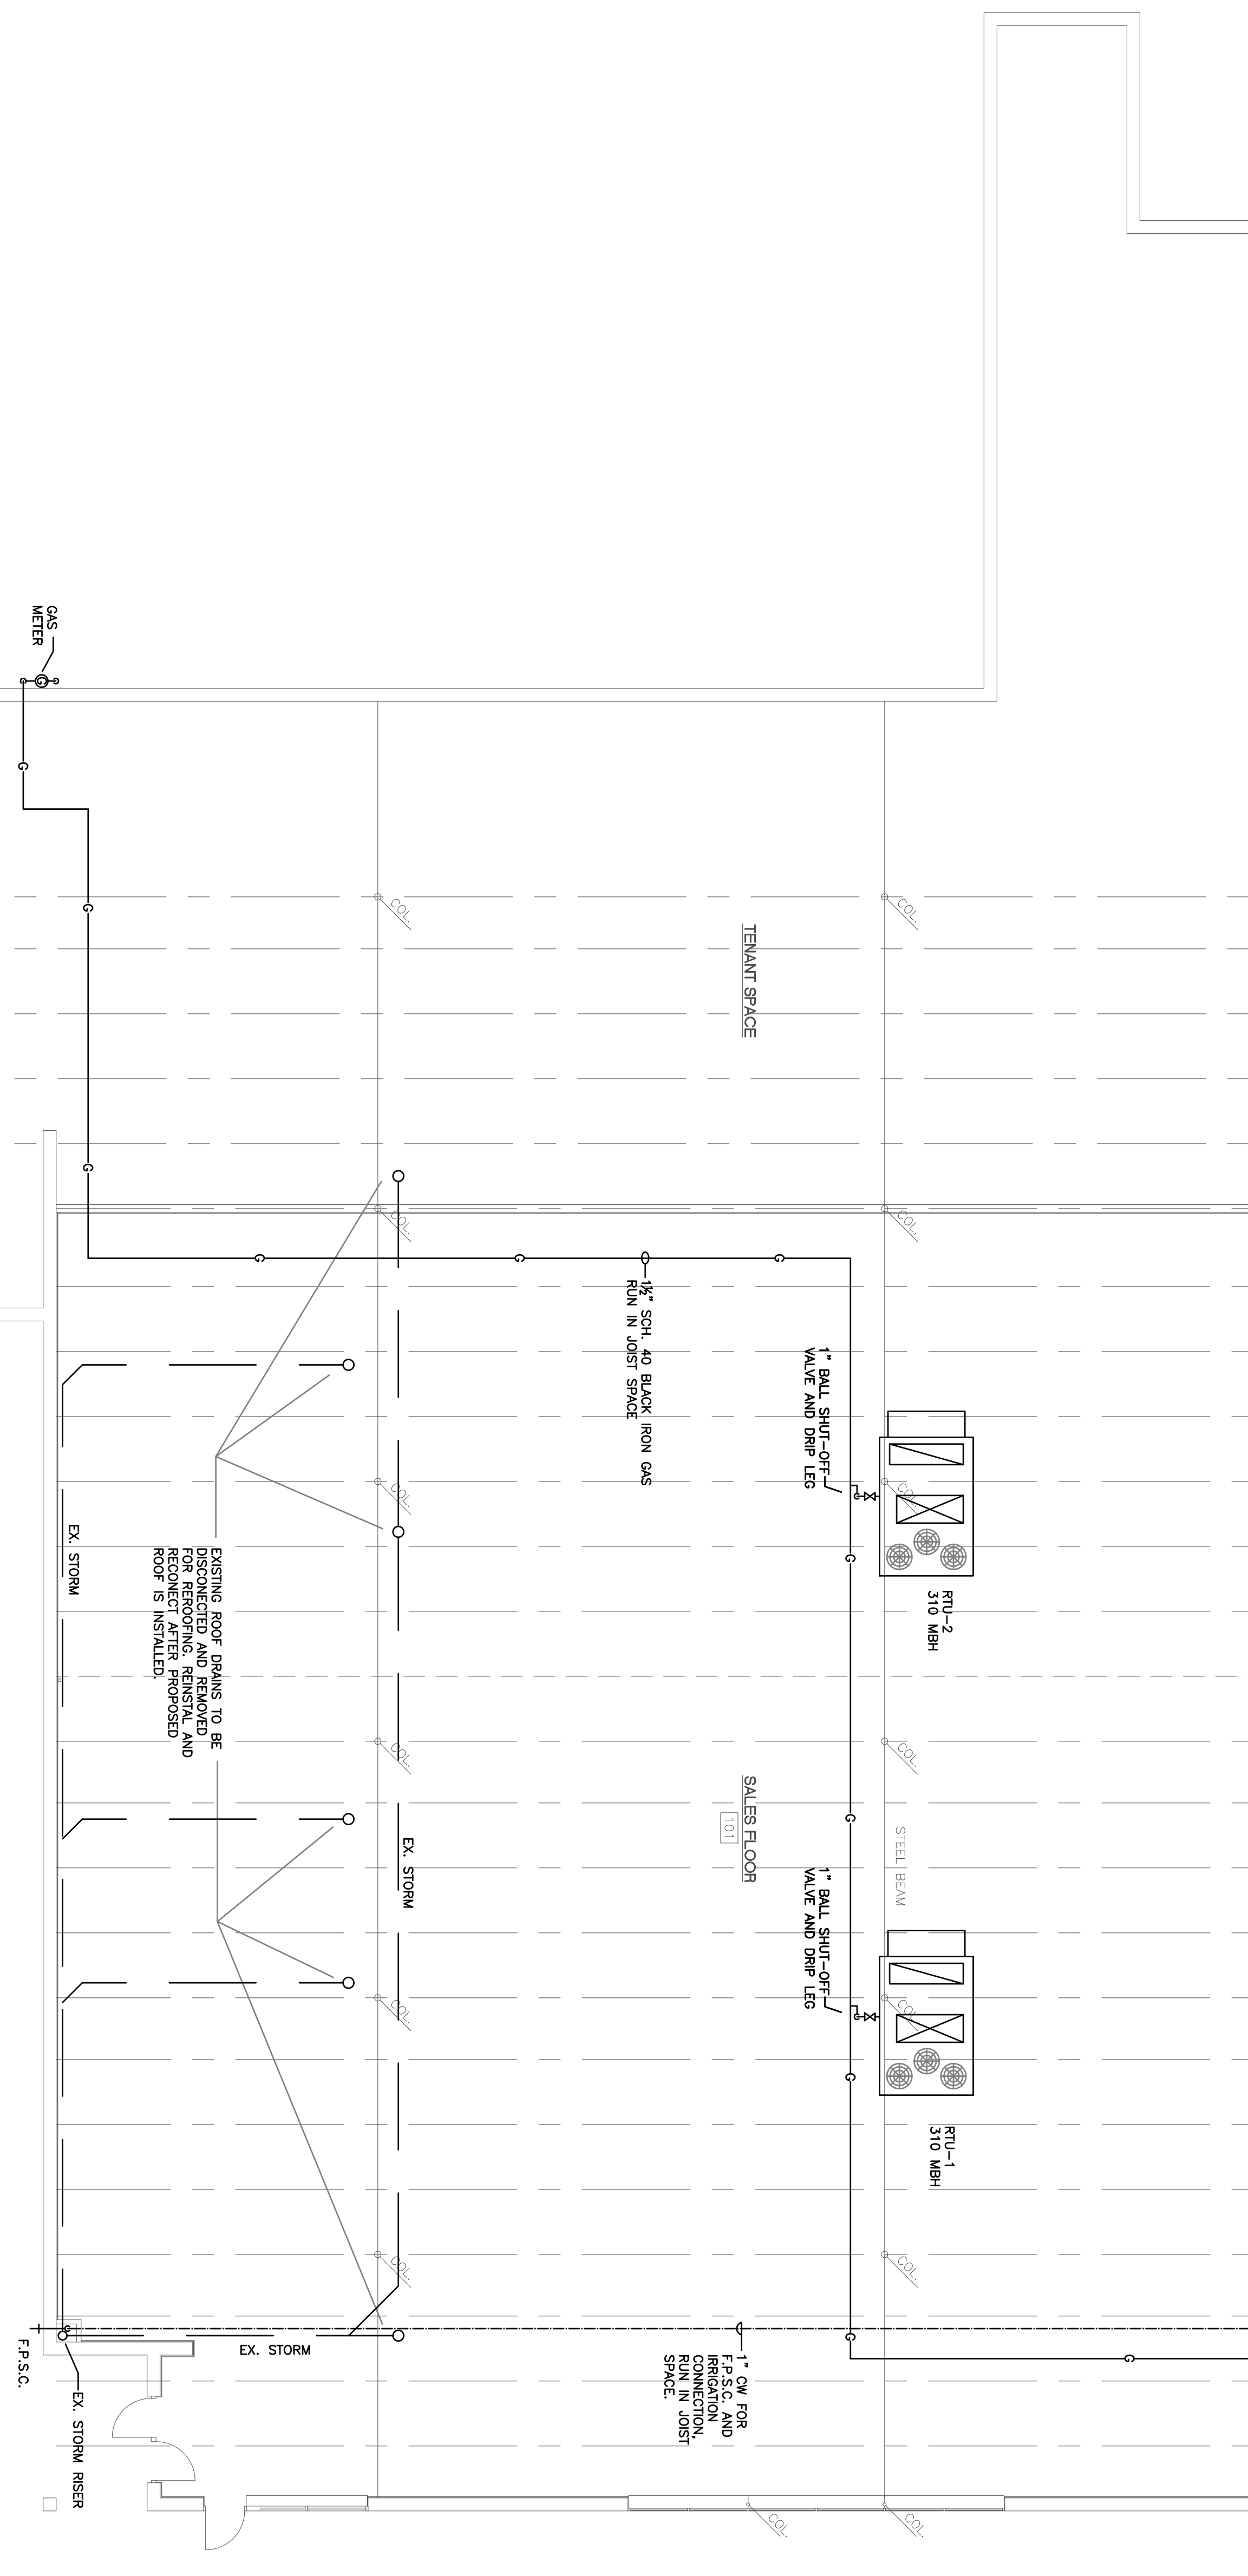 GAS
METER
G
G
G
G
COL.
COL.
TENANT SPACE
COL.
COL.
G
G
G
1½" SCH. 40 BLACK IRON GAS
RUN IN JOIST SPACE
1" BALL SHUT-OFF
VALVE AND DRIP LEG
COL.
COL.
RTU-2
310 MBH
G
EX. STORM
EXISTING ROOF DRAINS TO BE
DISCONECTED AND REMOVED
FOR REROOFING. REINSTAL AND
RECONECT AFTER PROPOSED
ROOF IS INSTALLED.
COL.
COL.
SALES FLOOR
101
G
STEEL BEAM
EX. STORM
1" BALL SHUT-OFF
VALVE AND DRIP LEG
COL.
COL.
G
RTU-1
310 MBH
COL.
COL.
G
G
EX. STORM
1" CW FOR
F.P.S.C. AND
IRRIGATION
CONNECTION,
RUN IN JOIST
SPACE.
F.P.S.C.
EX. STORM RISER
COL.
COL.